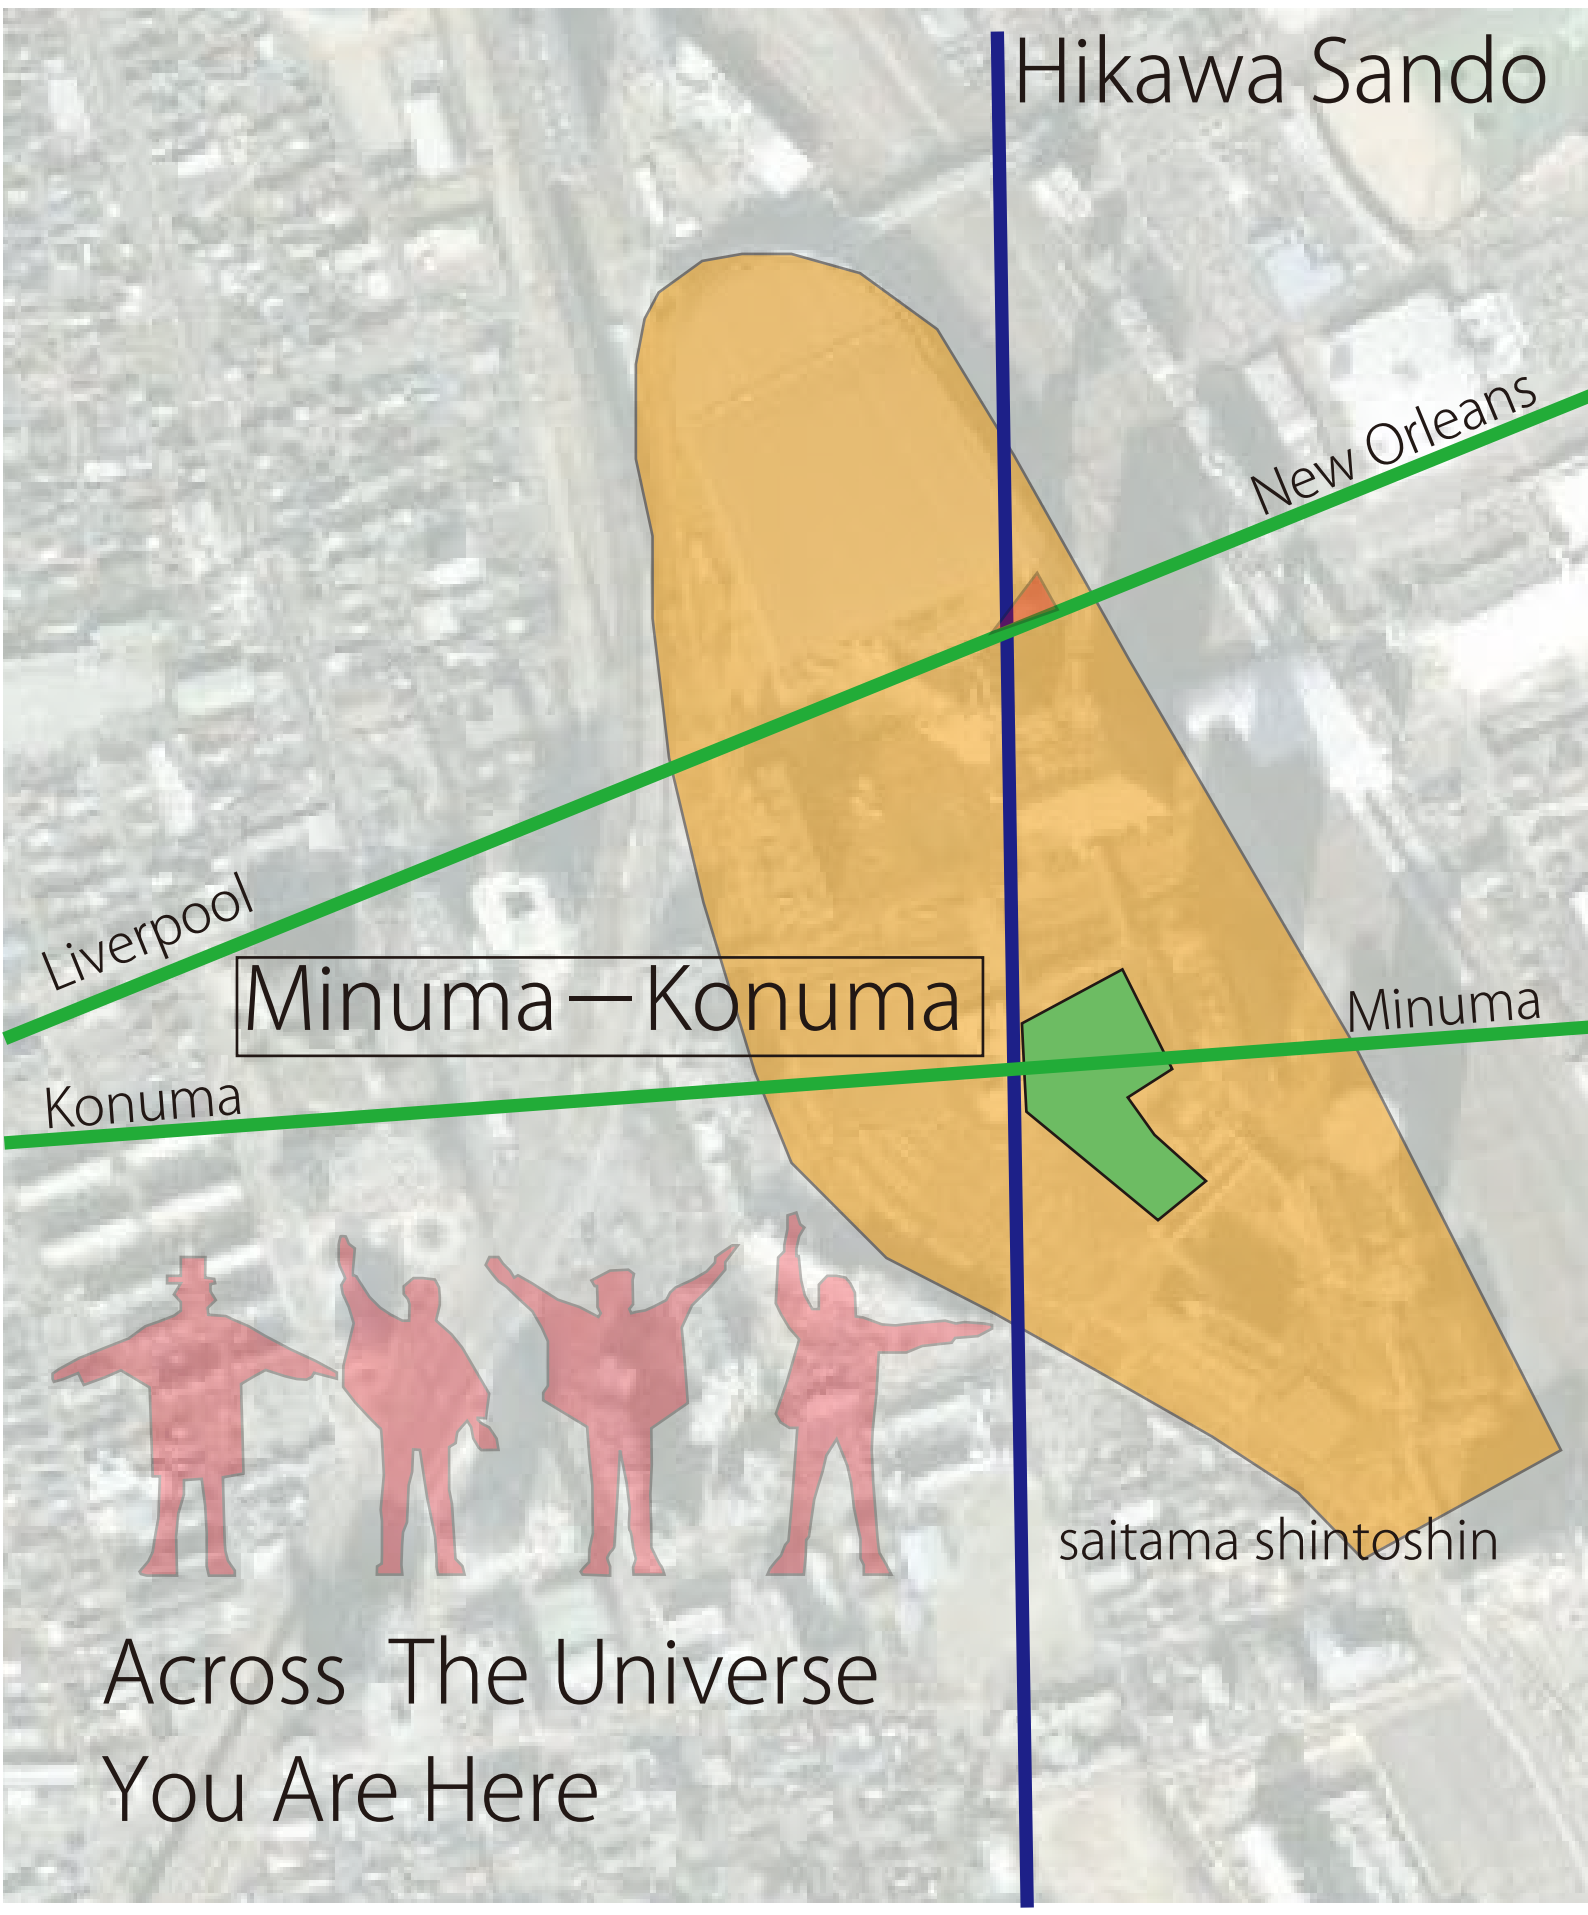 Hikawa Sando
New Orleans
Liverpool
Minuma—Konuma
Minuma
Konuma
saitama shintoshin
Across The Universe
You Are Here